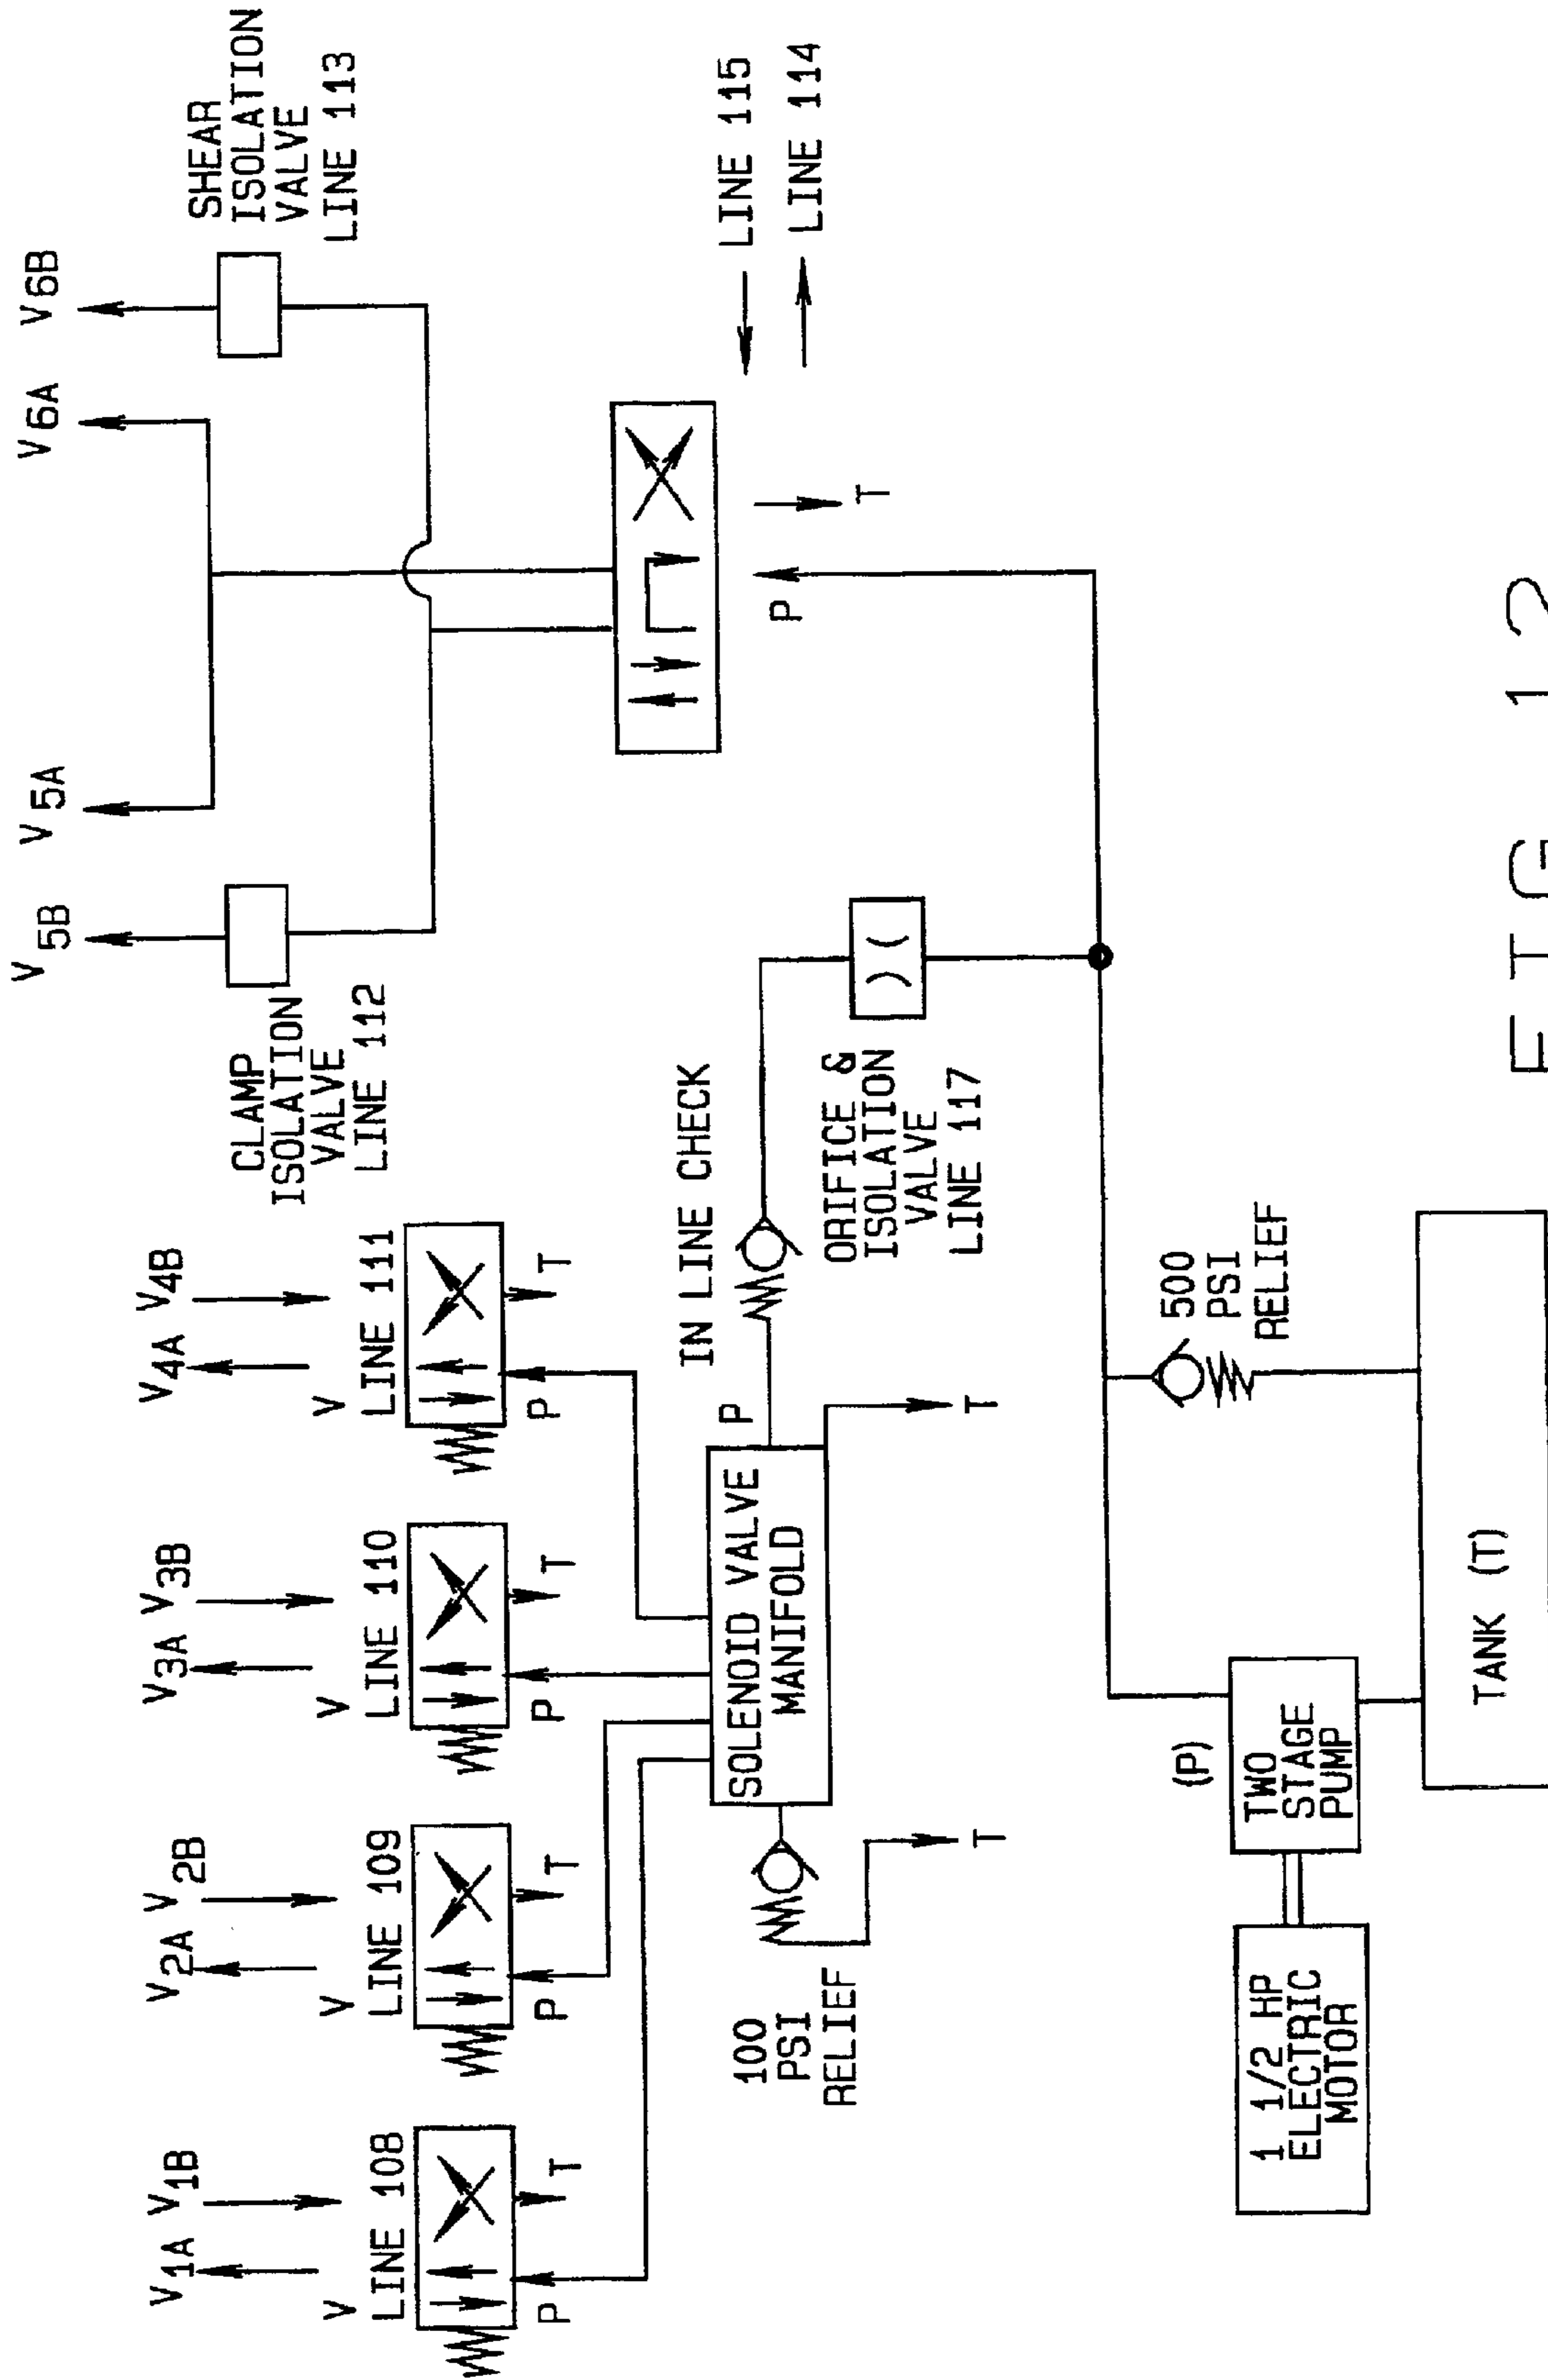 V1A V1B
V
LINE 108
P
T
V2A V2B
V
LINE 109
P
T
V3A V3B
V
LINE 110
P
T
V4A V4B
V
LINE 111
P
T
V5B
V5A
V6A
V6B
CLAMP
ISOLATION
VALVE
LINE 112
SHEAR
ISOLATION
VALVE
LINE 113
LINE 115
LINE 114
P
T
100
PSI
RELIEF
T
SOLENOID VALVE
MANIFOLD
P
T
IN LINE CHECK
ORIFICE &
ISOLATION
VALVE
LINE 117
1 1/2 HP
ELECTRIC
MOTOR
(P)
TWO
STAGE
PUMP
500
PSI
RELIEF
TANK (T)
FIG 12